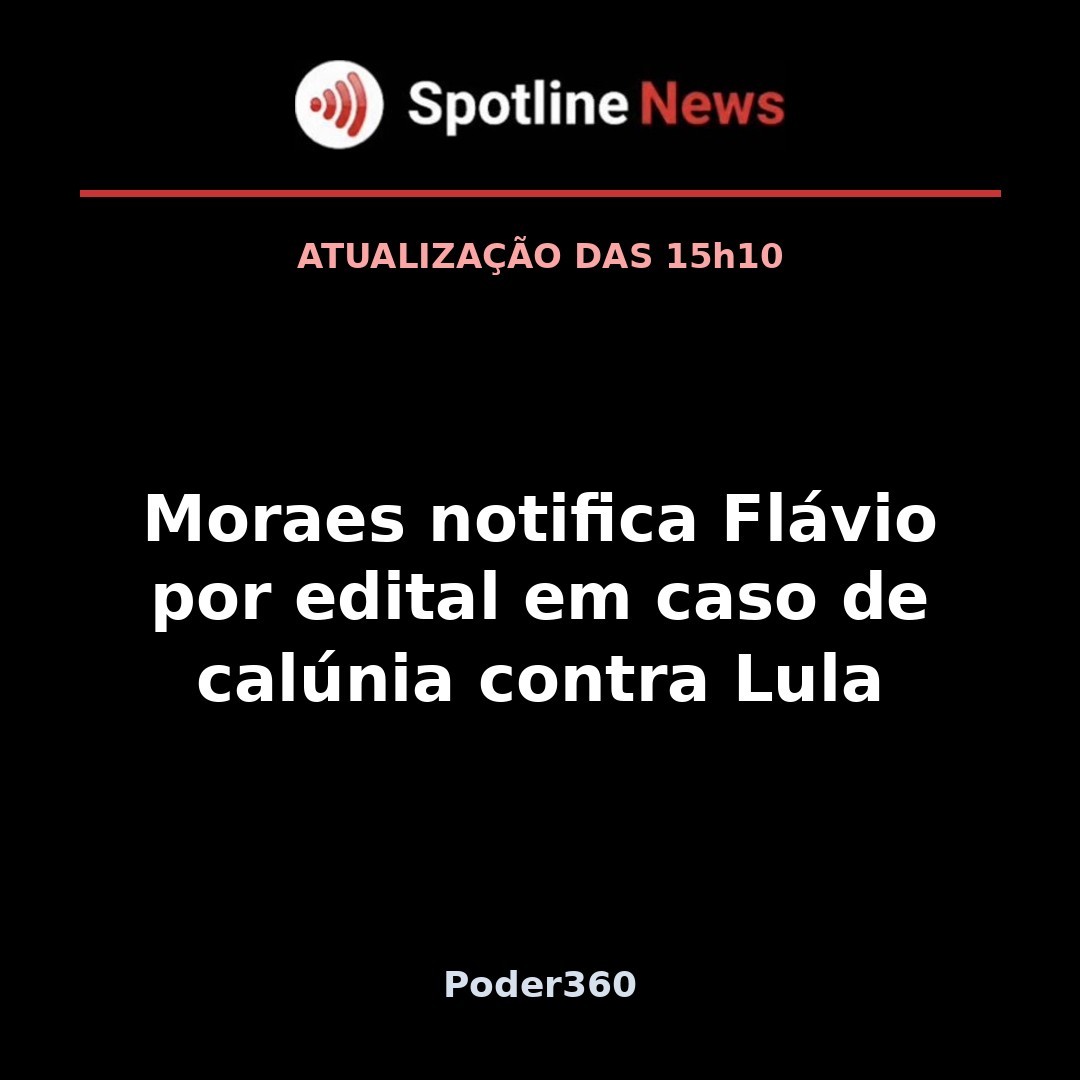 Spotline News
ATUALIZAÇÃO DAS 15h10
Moraes notifica Flávio
por edital em caso de
calúnia contra Lula
Poder360